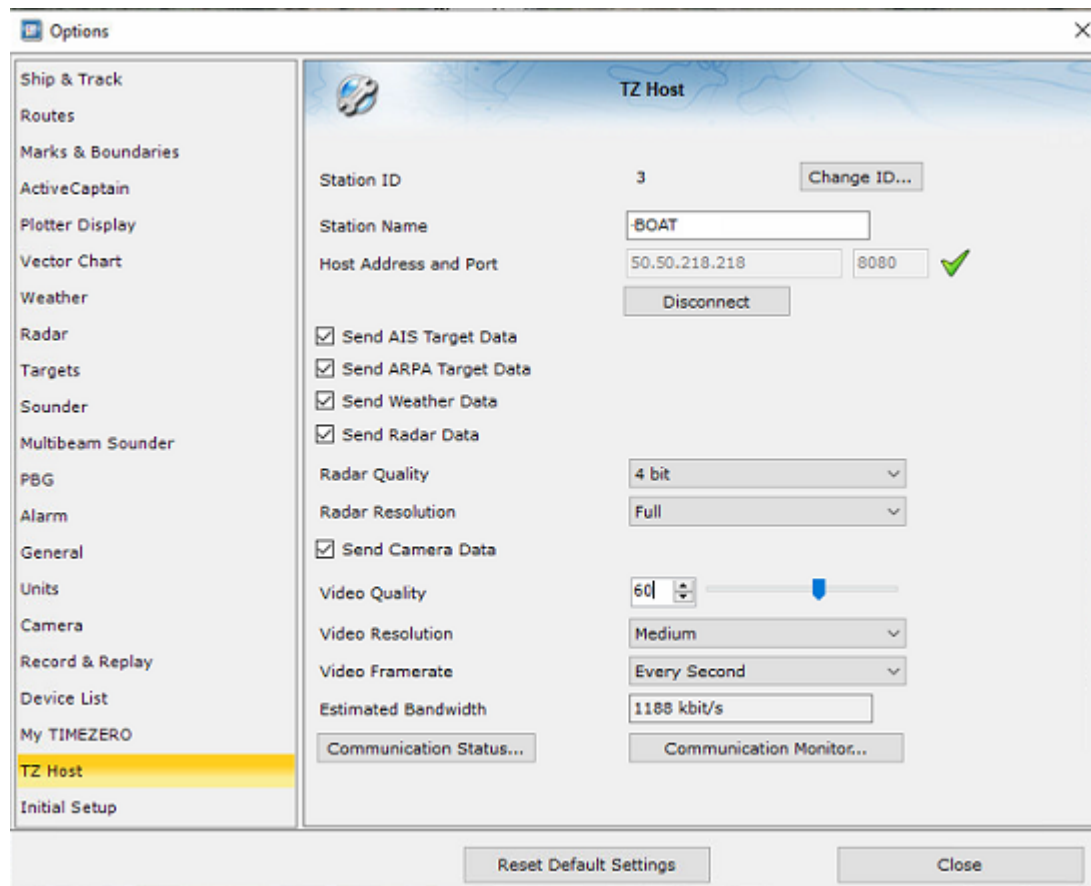 Options
Ship & Track
Routes
Marks & Boundaries
ActiveCaptain
Plotter Display
Vector Chart
Weather
Radar
Targets
Sounder
Multibeam Sounder
PBG
Alarm
General
Units
Camera
Record & Replay
Device List
My TIMEZERO
TZ Host
Initial Setup
TZ Host
Station ID 3 Change ID...
Station Name -BOAT
Host Address and Port 50.50.218.218 8080
Disconnect
Send AIS Target Data
Send ARPA Target Data
Send Weather Data
Send Radar Data
Radar Quality 4 bit
Radar Resolution Full
Send Camera Data
Video Quality 60
Video Resolution Medium
Video Framerate Every Second
Estimated Bandwidth 1188 kbit/s
Communication Status... Communication Monitor...
Reset Default Settings Close